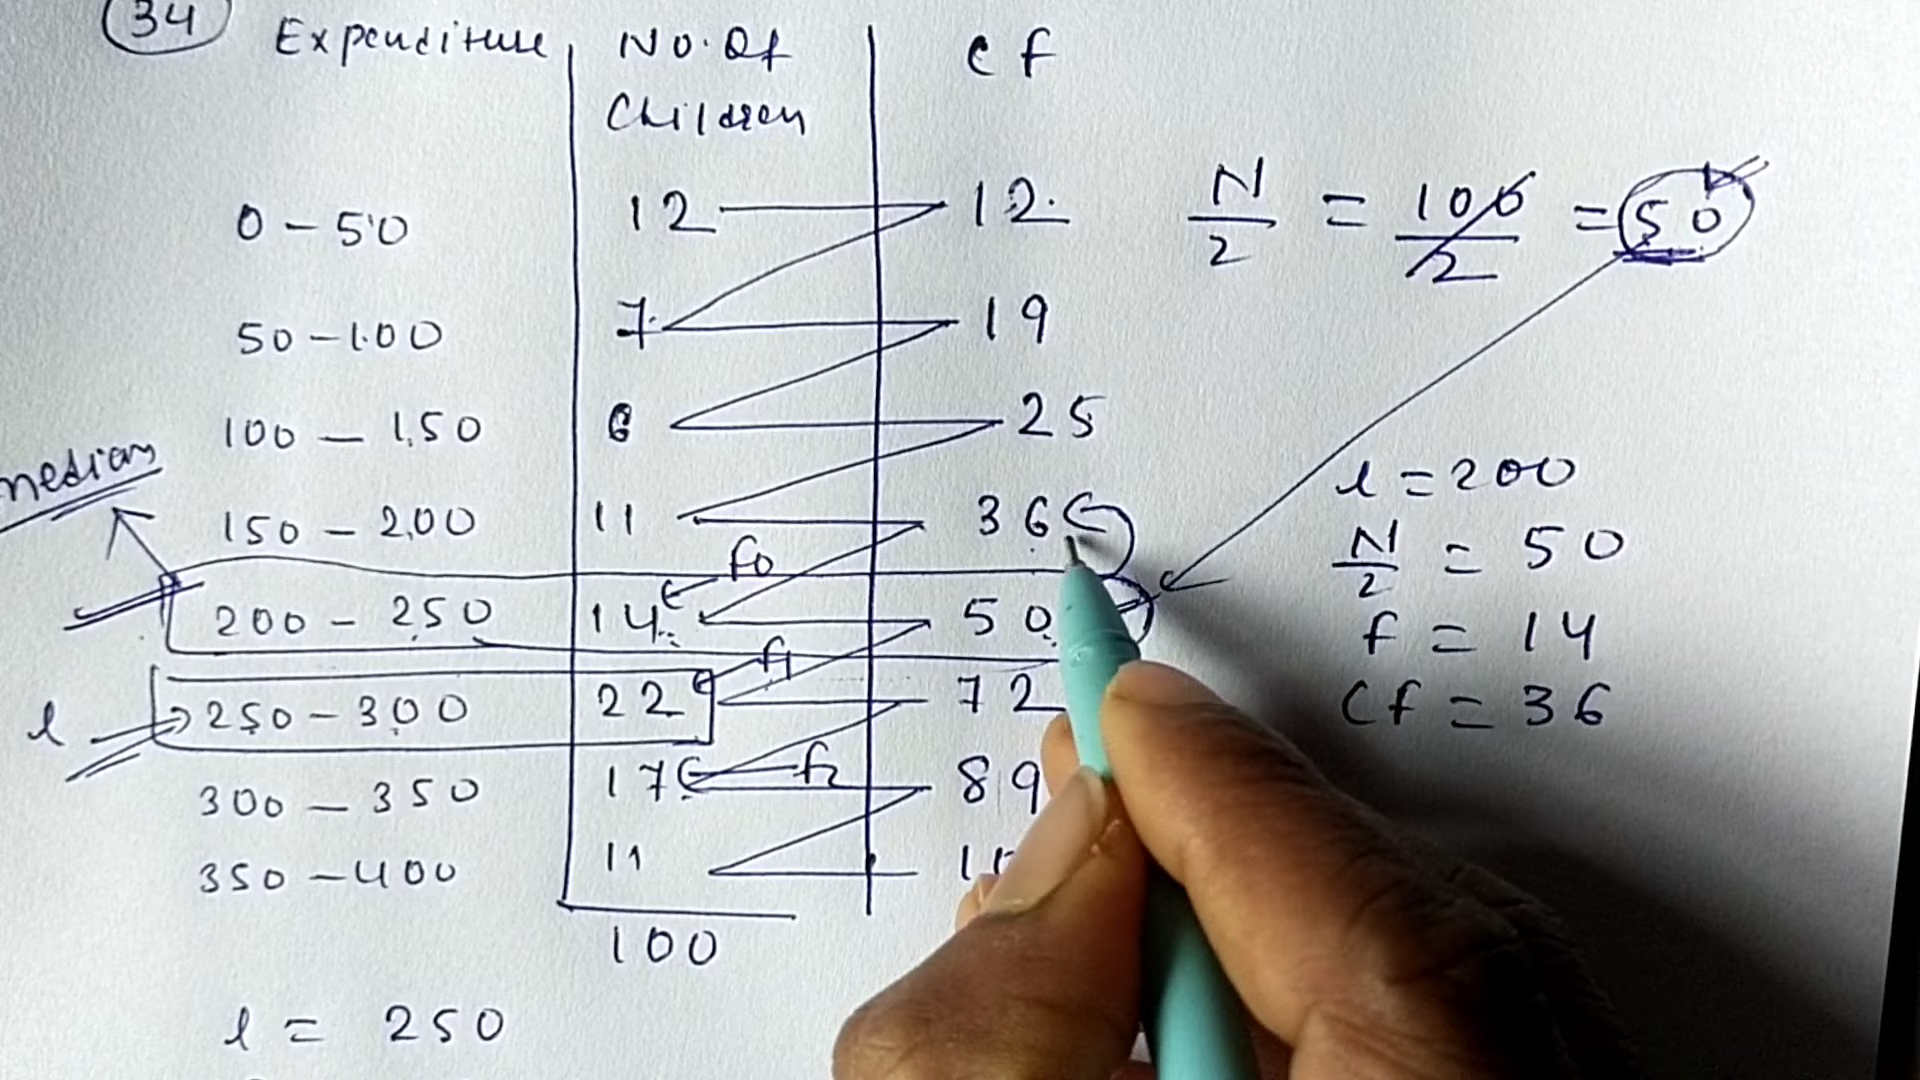 34 Expenditure No. Of Children cf
0 - 50 12 12
50 - 100 7 19
100 - 150 6 25
150 - 200 11 36
200 - 250 14 50
250 - 300 22 72
300 - 350 17 89
350 - 400 11
100
l = 250
median
l
f0
f1
f2
N/2 = 100/2 = 50
l = 200
N/2 = 50
f = 14
Cf = 36